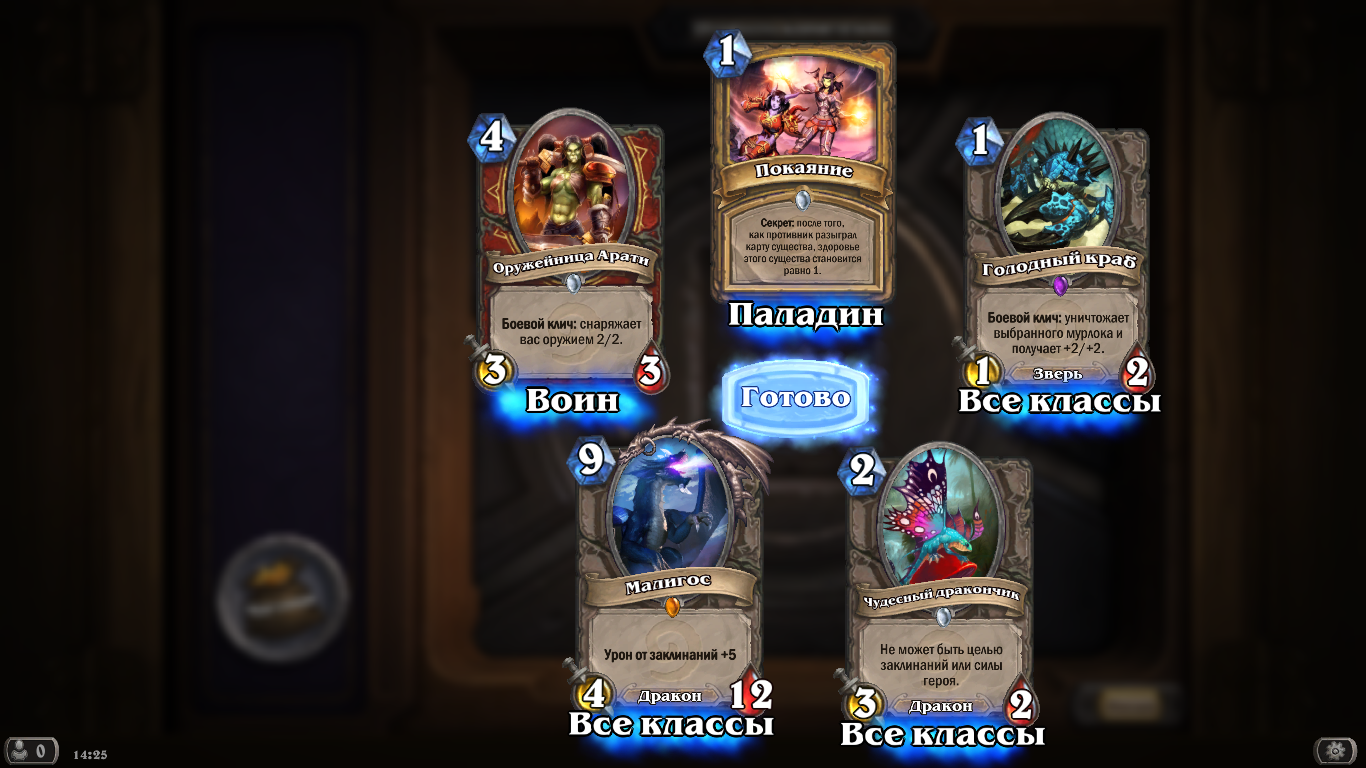 1
Покаяние
Секрет: после того,
как противник разыграл
карту существа, здоровье
этого существа становится
равно 1.
Паладин
4
Оружейница Арати
Боевой клич: снаряжает
вас оружием 2/2.
3
3
Воин
1
Голодный краб
Боевой клич: уничтожает
выбранного мурлока и
получает +2/+2.
1
Зверь
2
Все классы
Готово
9
Малигос
Урон от заклинаний +5
4
Дракон
12
Все классы
2
Чудесный дракончик
Не может быть целью
заклинаний или силы
героя.
3
Дракон
2
Все классы
0
14:25